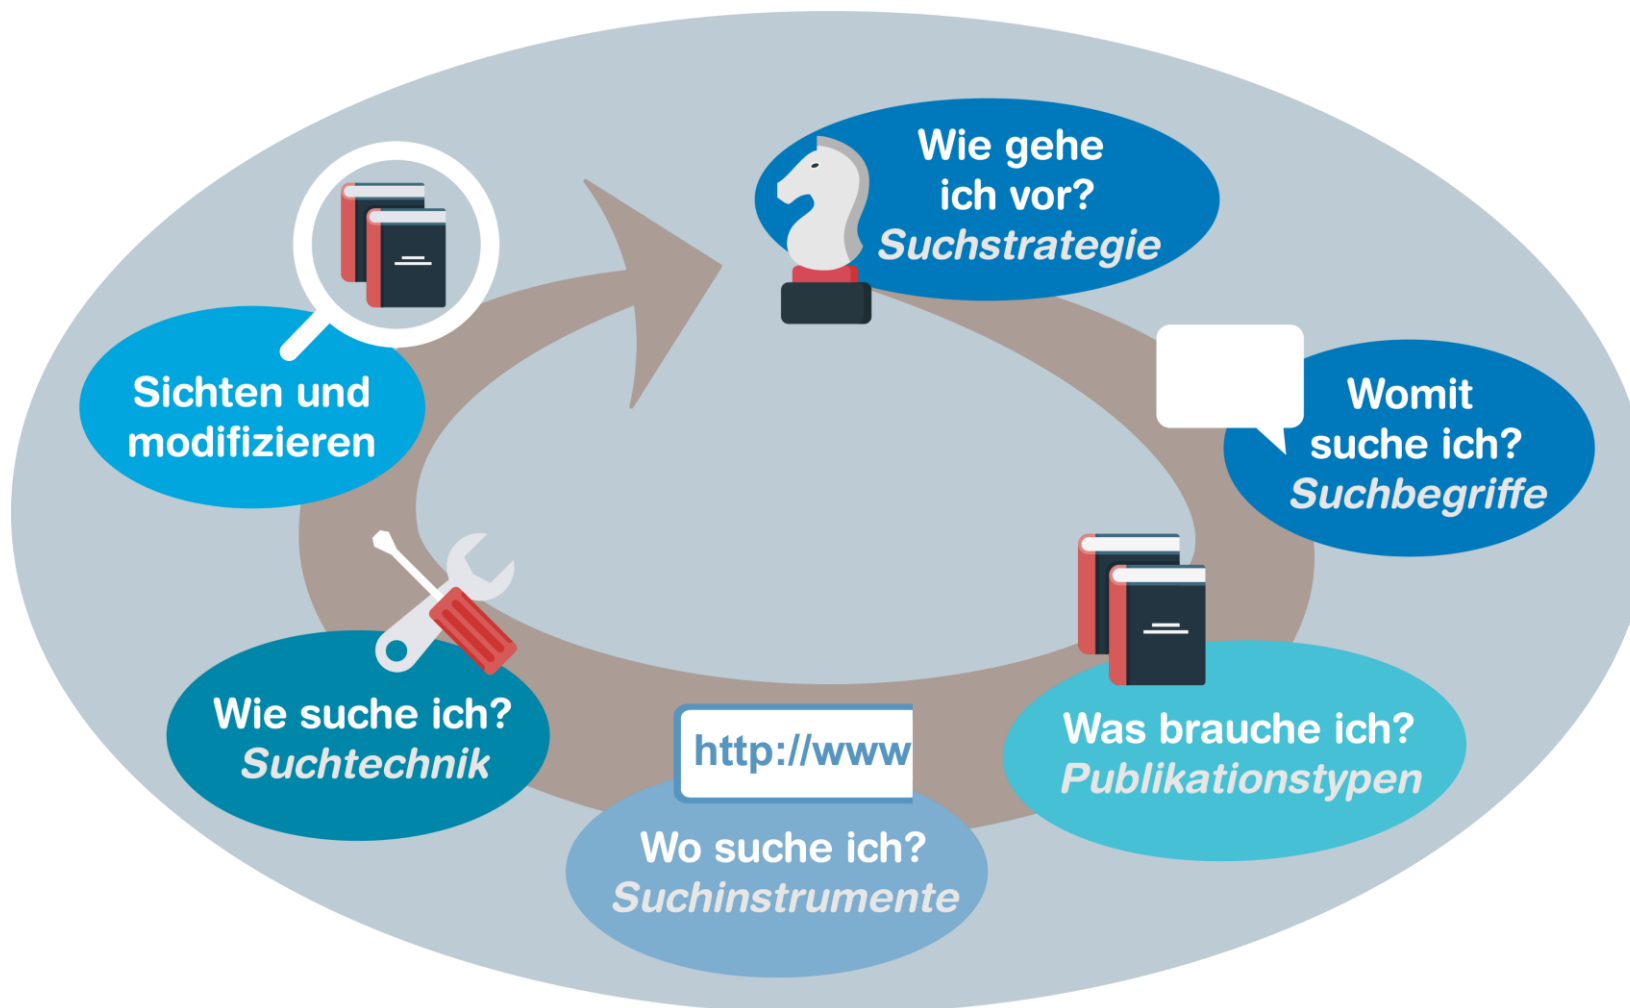 Wie gehe
ich vor?
Suchstrategie
Womit
suche ich?
Suchbegriffe
Was brauche ich?
Publikationstypen
http://www
Wo suche ich?
Suchinstrumente
Wie suche ich?
Suchtechnik
Sichten und
modifizieren